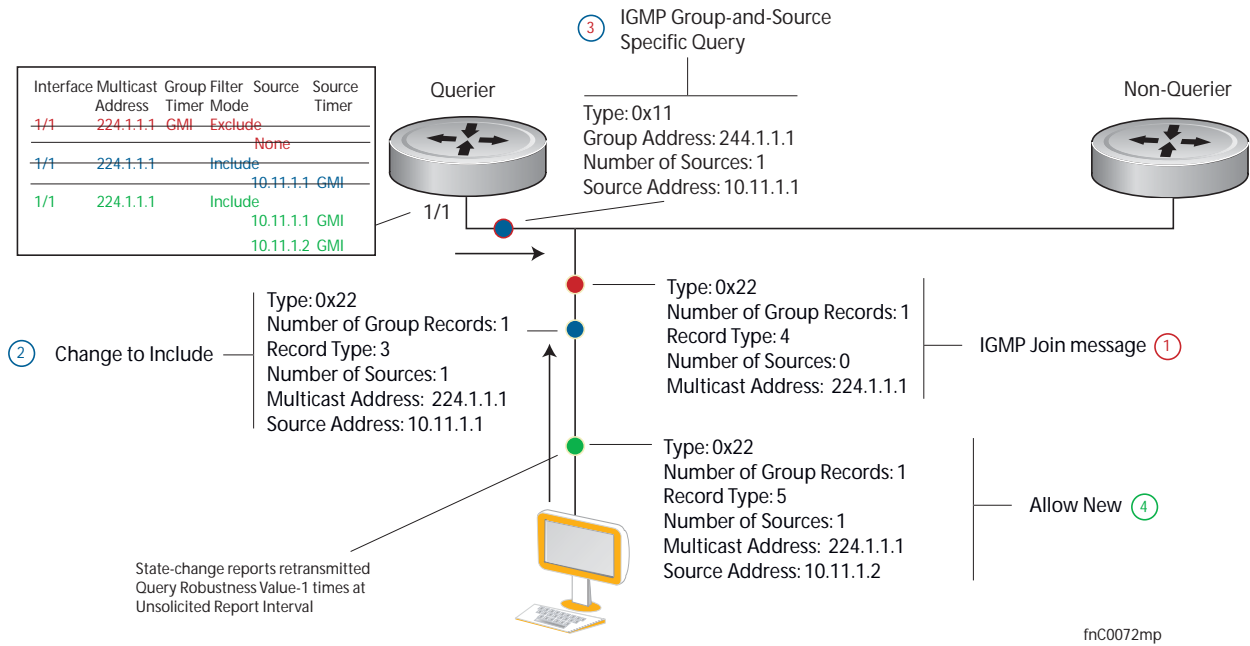 3
IGMP Group-and-Source
Specific Query
Interface Multicast Group Filter Source Source
Address Timer Mode Timer
1/1 224.1.1.1 GMI Exclude
None
1/1 224.1.1.1 Include
10.11.1.1 GMI
1/1 224.1.1.1 Include
10.11.1.1 GMI
10.11.1.2 GMI
Querier
Type: 0x11
Group Address: 244.1.1.1
Number of Sources: 1
Source Address: 10.11.1.1
Non-Querier
1/1
2 Change to Include
Type: 0x22
Number of Group Records: 1
Record Type: 3
Number of Sources: 1
Multicast Address: 224.1.1.1
Source Address: 10.11.1.1
Type: 0x22
Number of Group Records: 1
Record Type: 4
Number of Sources: 0
Multicast Address: 224.1.1.1
IGMP Join message 1
Type: 0x22
Number of Group Records: 1
Record Type: 5
Number of Sources: 1
Multicast Address: 224.1.1.1
Source Address: 10.11.1.2
Allow New 4
State-change reports retransmitted
Query Robustness Value-1 times at
Unsolicited Report Interval
fnC0072mp